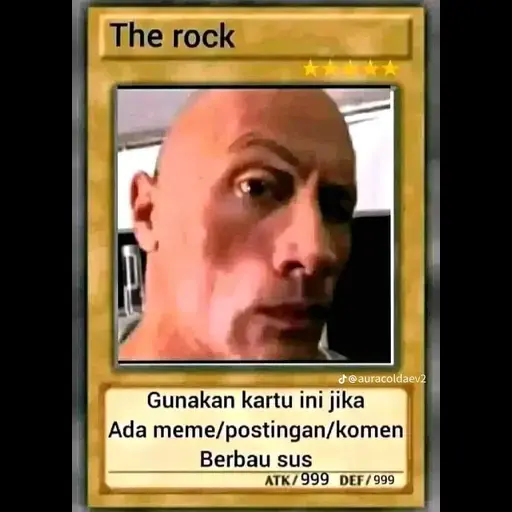 The rock
@auracoldaev2
Gunakan kartu ini jika
Ada meme/postingan/komen
Berbau sus
ATK/999 DEF/999